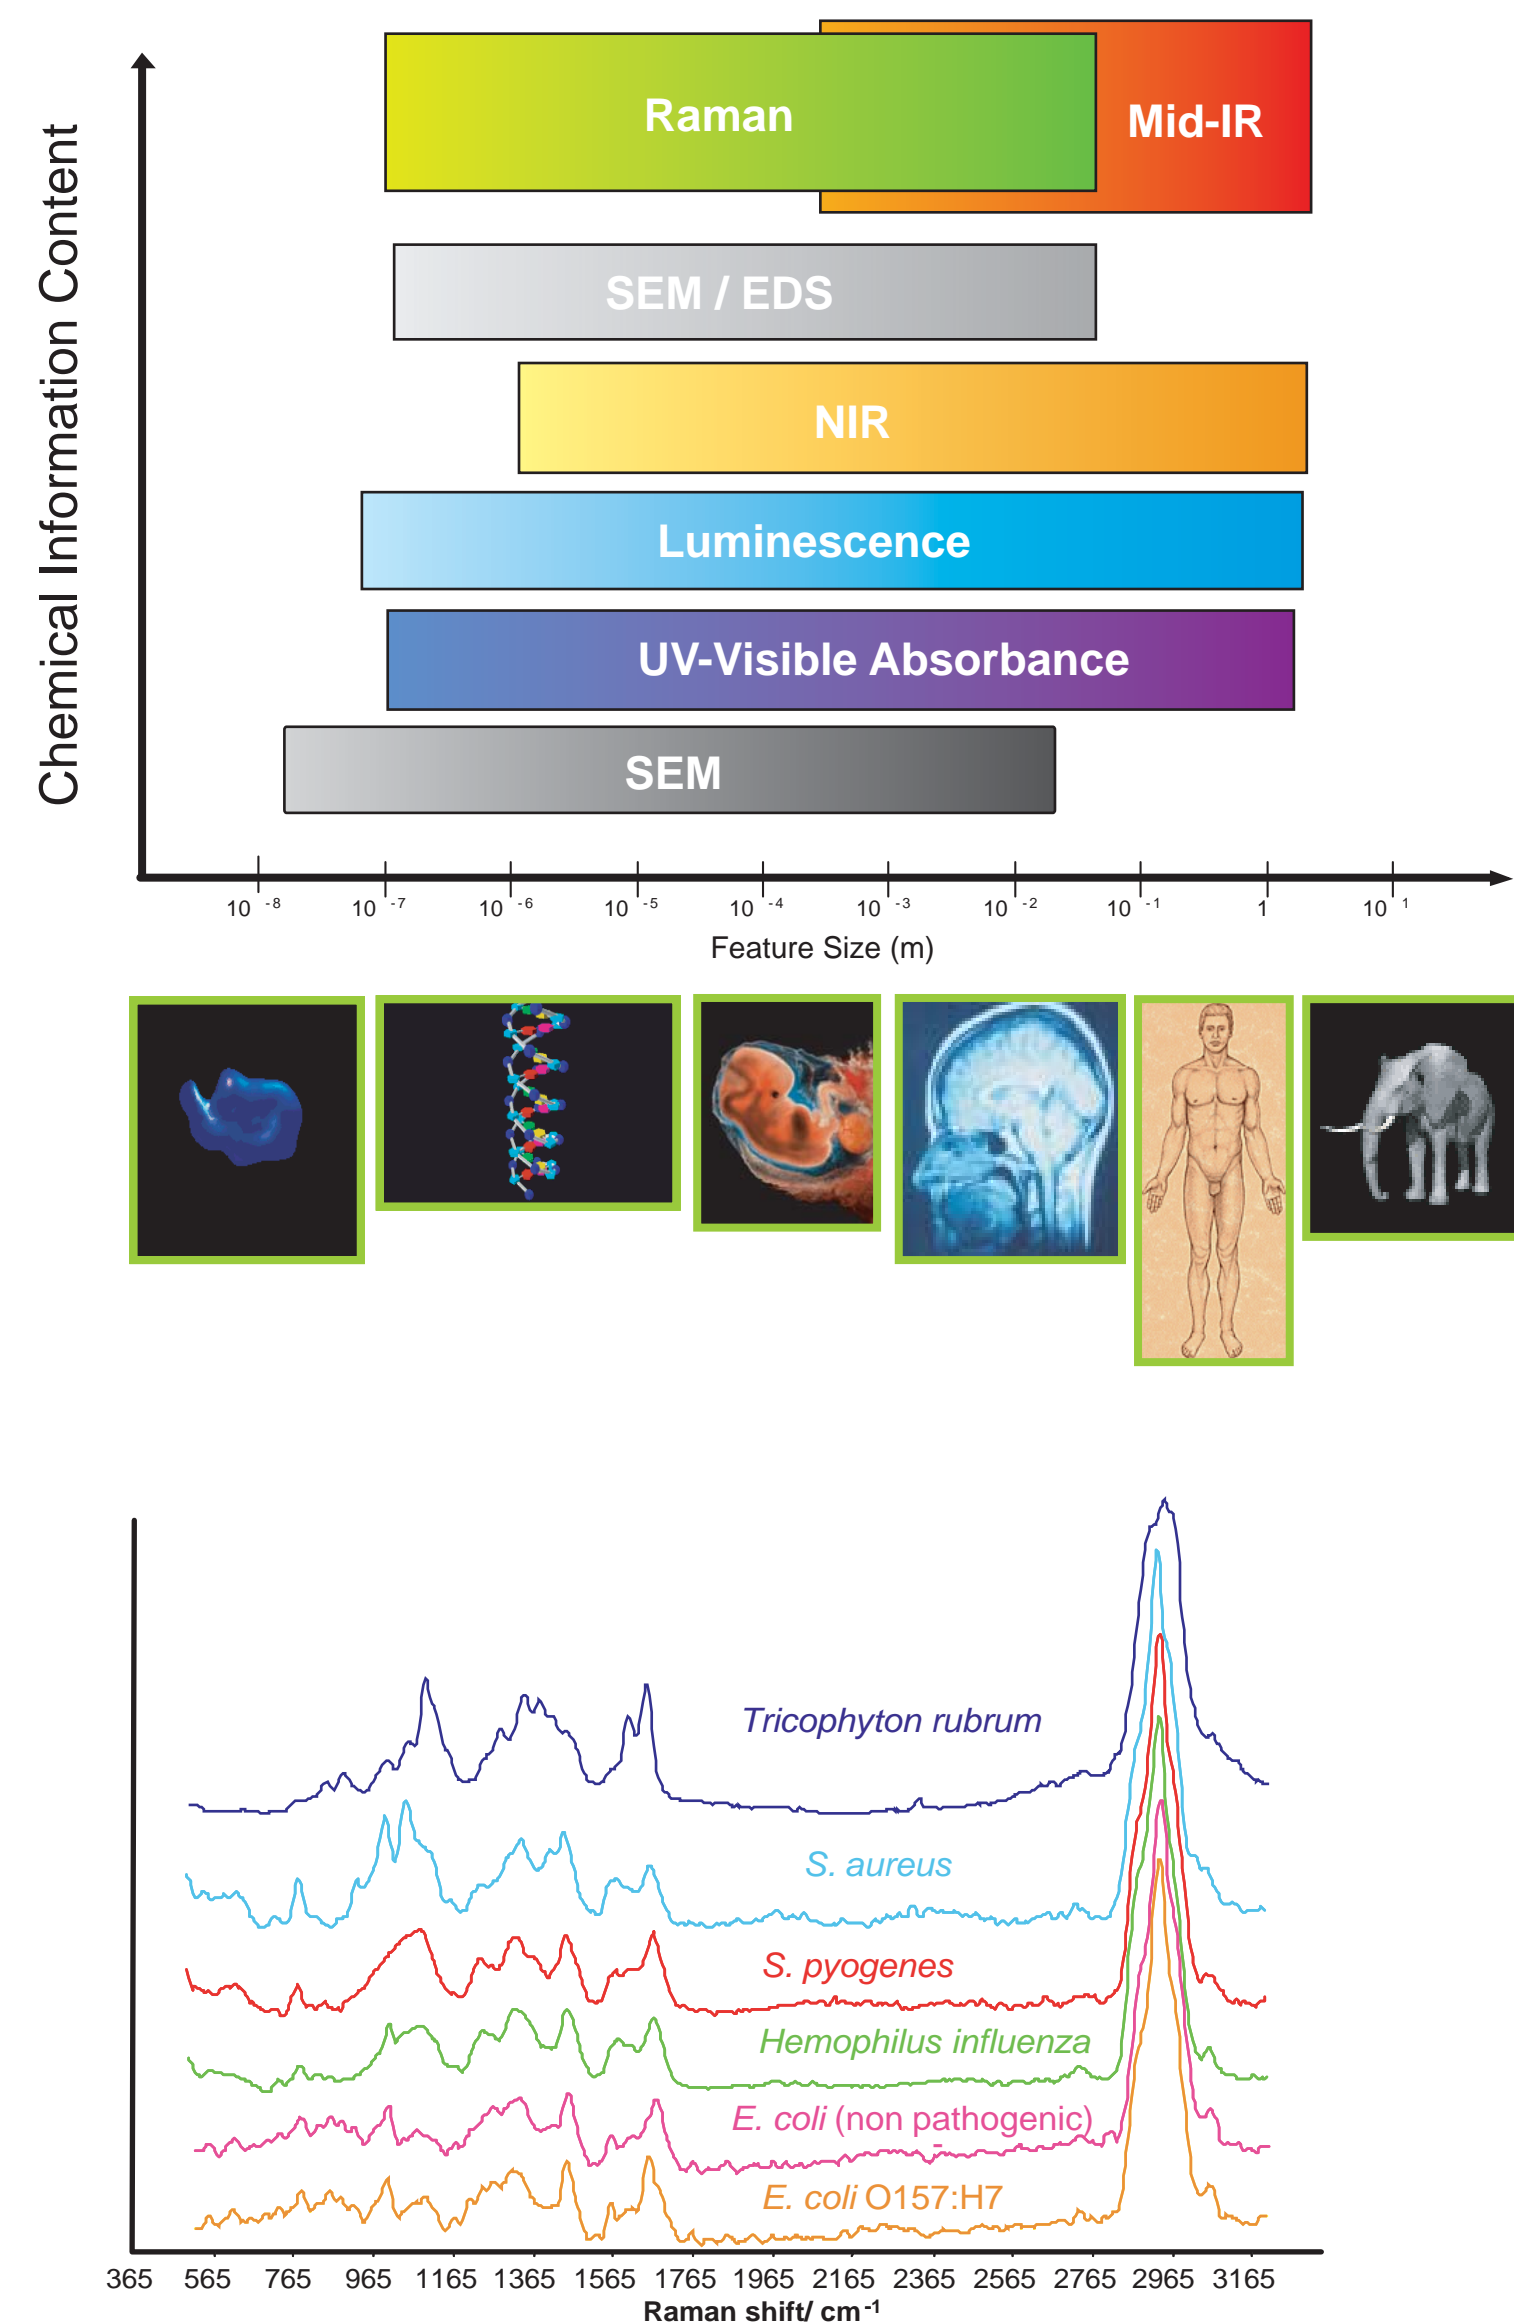 Chemical Information Content
Raman
Mid-IR
SEM / EDS
NIR
Luminescence
UV-Visible Absorbance
SEM
10 -8 10 -7 10 -6 10 -5 10 -4 10 -3 10 -2 10 -1 1 10 1
Feature Size (m)
Tricophyton rubrum
S. aureus
S. pyogenes
Hemophilus influenza
E. coli (non pathogenic)
E. coli O157:H7
365 565 765 965 1165 1365 1565 1765 1965 2165 2365 2565 2765 2965 3165
Raman shift/ cm-1